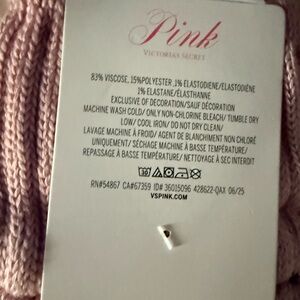 Pink
VICTORIA'S SECRET
83% VISCOSE, 15%POLYESTER ,1% ELASTODIENE/ELASTODIÈNE
1% ELASTANE/ÉLASTHANNE
EXCLUSIVE OF DECORATION/SAUF DÉCORATION
MACHINE WASH COLD/ ONLY NON-CHLORINE BLEACH/ TUMBLE DRY
LOW/ COOL IRON/ DO NOT DRY CLEAN/
LAVAGE MACHINE À FROID/ AGENT DE BLANCHIMENT NON CHLORÉ
UNIQUEMENT/ SÉCHAGE MACHINE À BASSE TEMPÉRATURE/
REPASSAGE À BASSE TEMPÉRATURE/ NETTOYAGE À SEC INTERDIT
RN#54867 CA#67359 ID# 36015096 428622-QAX 06/25
VSPINK.COM